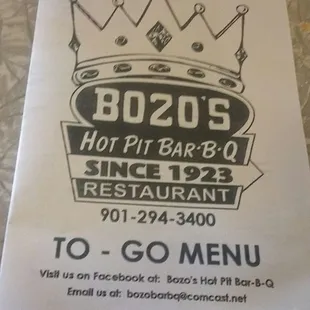 BOZO'S
HOT PIT BAR-B-Q
SINCE 1923
RESTAURANT
901-294-3400
TO - GO MENU
Visit us on Facebook at: Bozo's Hot Pit Bar-B-Q
Email us at: bozobarbq@comcast.net